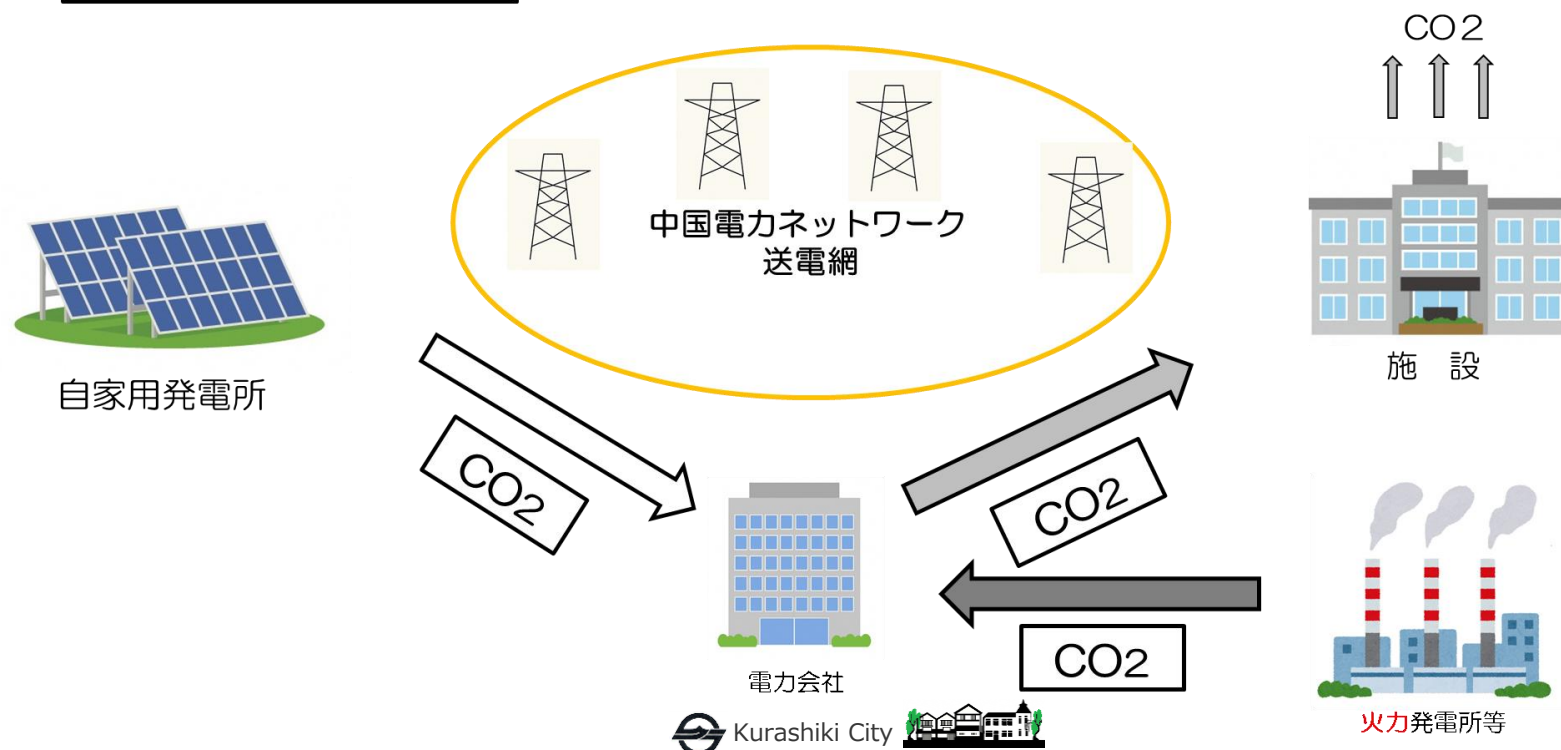 CO2
中国電力ネットワーク
送電網
自家用発電所
施　設
CO2
CO2
CO2
電力会社
火力発電所等
Kurashiki City